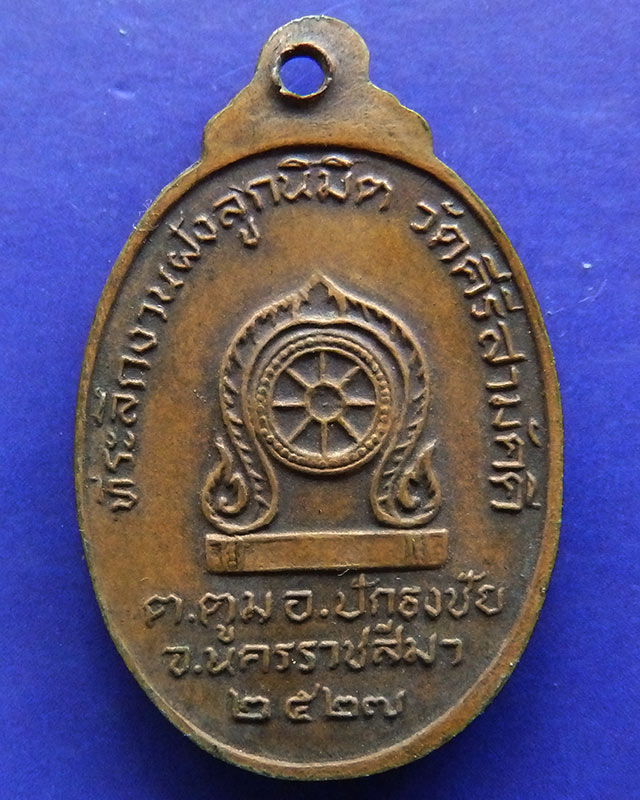 ที่ระลึกงานฝังลูกนิมิต วัดศีรีสามัคคี
ต.ตูม อ.ปักธงชัย
จ.นครราชสีมา
๒๕๒๗